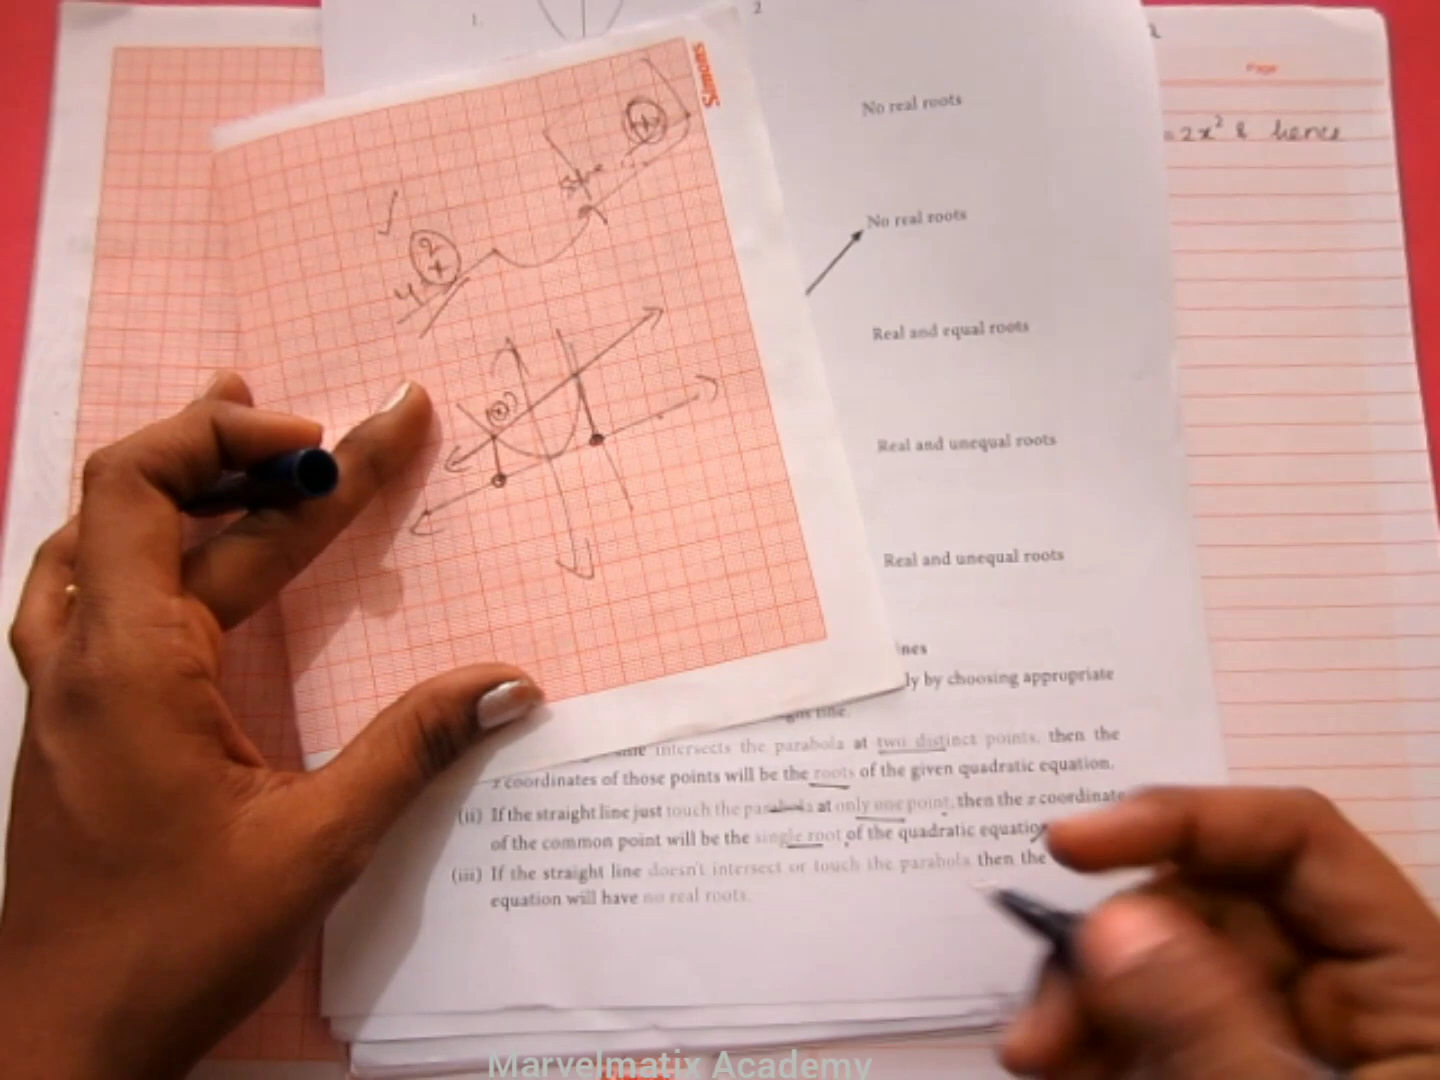 1.
2
Page
No real roots
= 2x² & hence
No real roots
Real and equal roots
Real and unequal roots
Real and unequal roots
ines
ly by choosing appropriate
line.
intersects the parabola at two distinct points, then the
x coordinates of those points will be the roots of the given quadratic equation.
(ii) If the straight line just touch the parabola at only one point, then the x coordinate
of the common point will be the single root of the quadratic equation
(iii) If the straight line doesn't intersect or touch the parabola then the
equation will have no real roots.
Marvelmatix Academy